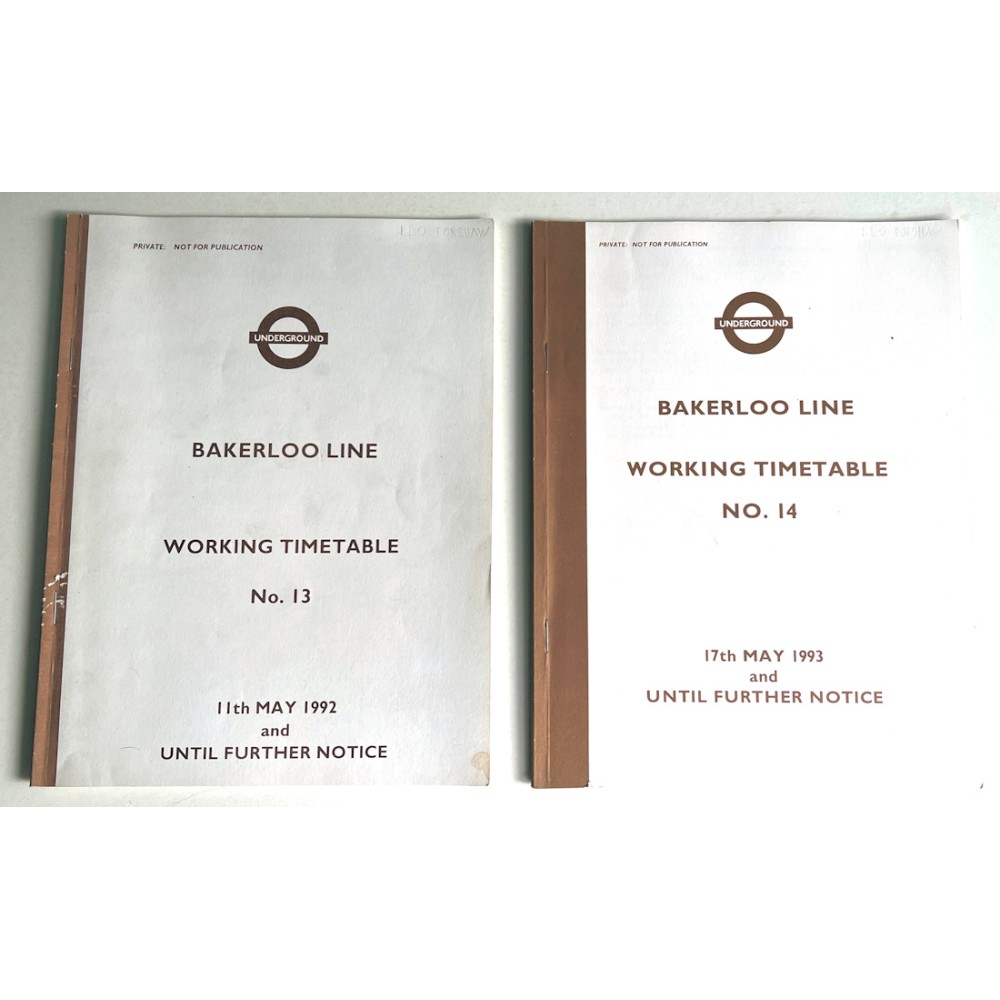 PRIVATE: NOT FOR PUBLICATION
UNDERGROUND
BAKERLOO LINE
WORKING TIMETABLE
No. 13
11th MAY 1992
and
UNTIL FURTHER NOTICE
PRIVATE: NOT FOR PUBLICATION
UNDERGROUND
BAKERLOO LINE
WORKING TIMETABLE
NO. 14
17th MAY 1993
and
UNTIL FURTHER NOTICE